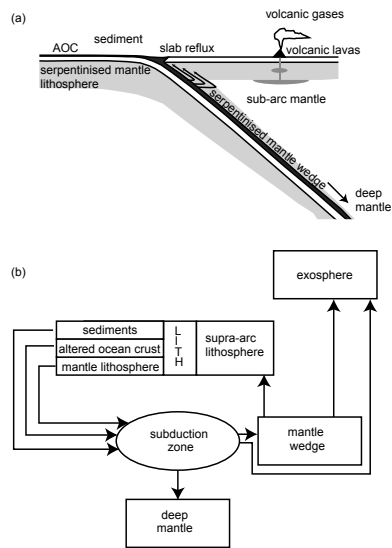 (a)
volcanic gases
sediment
AOC
slab reflux
volcanic lavas
serpentinised mantle
lithosphere
sub-arc mantle
serpentinised mantle wedge
deep
mantle
(b)
exosphere
sediments
altered ocean crust
mantle lithosphere
L
I
T
H
supra-arc
lithosphere
subduction
zone
mantle
wedge
deep
mantle